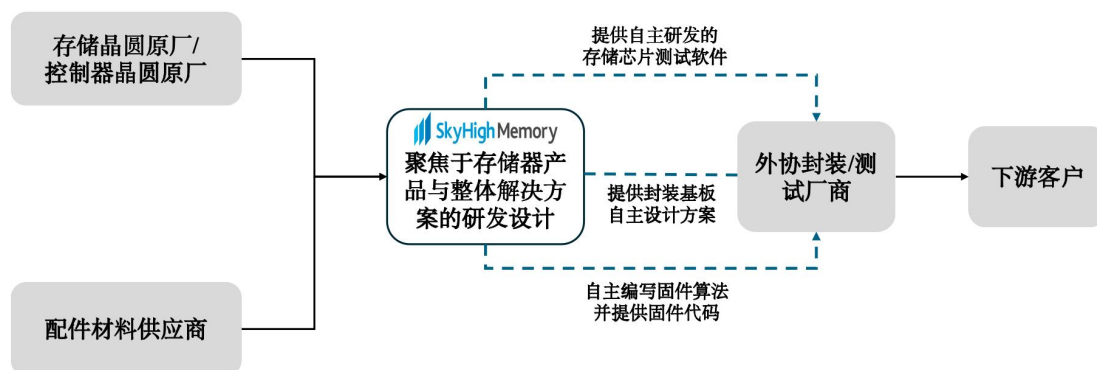 存储晶圆原厂/
控制器晶圆原厂
提供自主研发的
存储芯片测试软件
SkyHigh Memory
聚焦于存储器产
品与整体解决方
案的研发设计
提供封装基板
自主设计方案
外协封装/测
试厂商
下游客户
配件材料供应商
自主编写固件算法
并提供固件代码